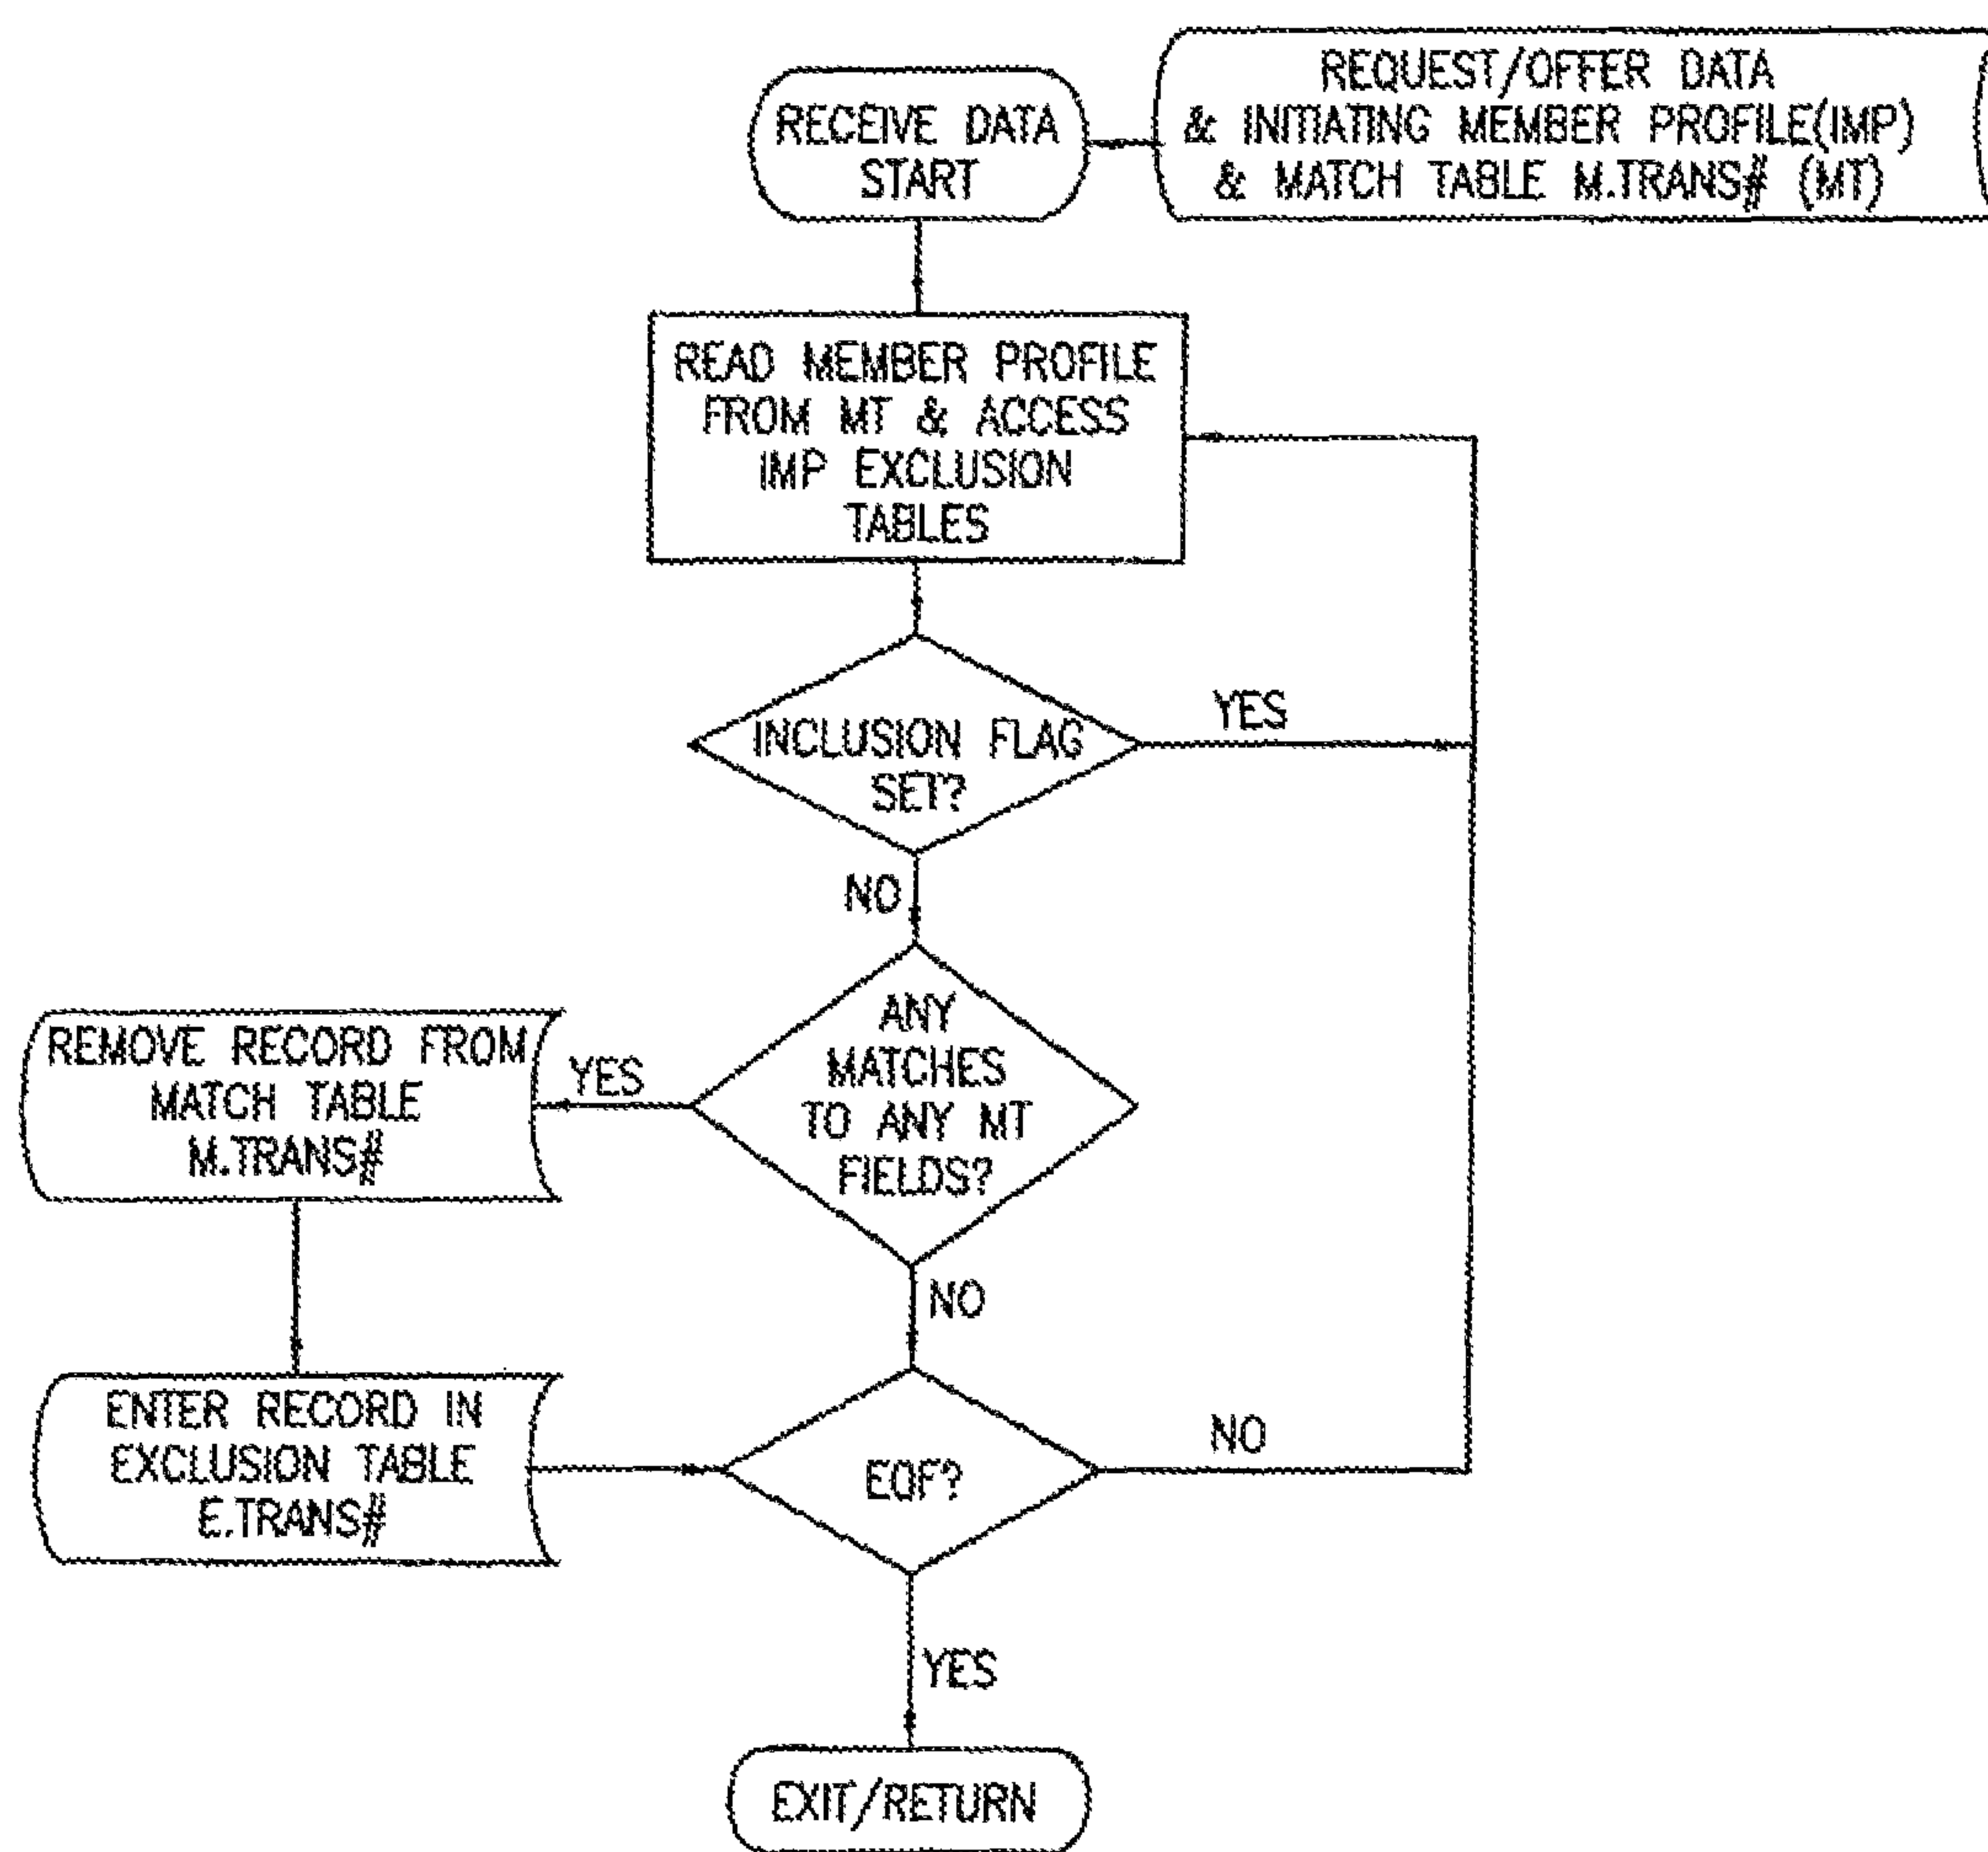 RECEIVE DATA
START
REQUEST/OFFER DATA
& INITIATING MEMBER PROFILE(IMP)
& MATCH TABLE M.TRANS# (MT)
READ MEMBER PROFILE
FROM MT & ACCESS
IMP EXCLUSION
TABLES
INCLUSION FLAG
SET?
YES
NO
ANY
MATCHES
TO ANY MT
FIELDS?
YES
REMOVE RECORD FROM
MATCH TABLE
M.TRANS#
NO
ENTER RECORD IN
EXCLUSION TABLE
E.TRANS#
EOF?
NO
YES
EXIT/RETURN